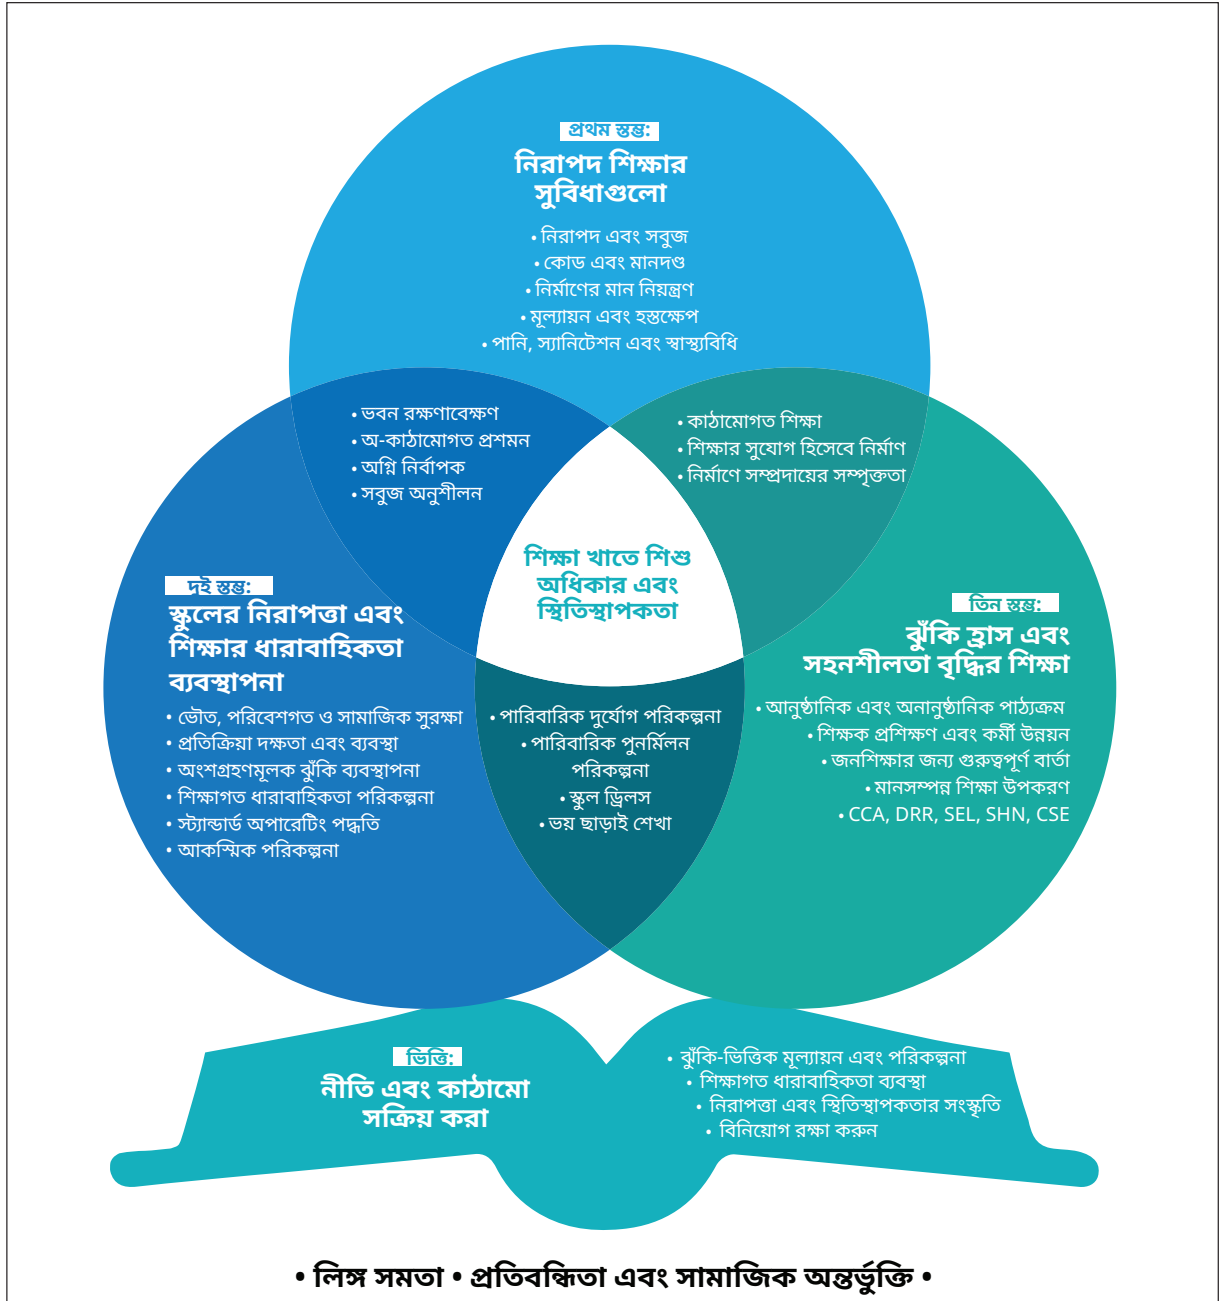 প্রথম স্তম্ভ:
নিরাপদ শিক্ষার
সুবিধাগুলো
• নিরাপদ এবং সবুজ
• কোড এবং মানদণ্ড
• নির্মাণের মান নিয়ন্ত্রণ
• মূল্যায়ন এবং হস্তক্ষেপ
• পানি, স্যানিটেশন এবং স্বাস্থ্যবিধি
• ভবন রক্ষণাবেক্ষণ
• অ-কাঠামোগত প্রশমন
• অগ্নি নির্বাপক
• সবুজ অনুশীলন
• কাঠামোগত শিক্ষা
• শিক্ষার সুযোগ হিসেবে নির্মাণ
• নির্মাণে সম্প্রদায়ের সম্পৃক্ততা
শিক্ষা খাতে শিশু
অধিকার এবং
স্থিতিস্থাপকতা
দুই স্তম্ভ:
স্কুলের নিরাপত্তা এবং
শিক্ষার ধারাবাহিকতা
ব্যবস্থাপনা
• ভৌত, পরিবেশগত ও সামাজিক সুরক্ষা
• প্রতিক্রিয়া দক্ষতা এবং ব্যবস্থা
• অংশগ্রহণমূলক ঝুঁকি ব্যবস্থাপনা
• শিক্ষাগত ধারাবাহিকতা পরিকল্পনা
• স্ট্যান্ডার্ড অপারেটিং পদ্ধতি
• আকস্মিক পরিকল্পনা
• পারিবারিক দুর্যোগ পরিকল্পনা
• পারিবারিক পুনর্মিলন
পরিকল্পনা
• স্কুল ড্রিলস
• ভয় ছাড়াই শেখা
তিন স্তম্ভ:
ঝুঁকি হ্রাস এবং
সহনশীলতা বৃদ্ধির শিক্ষা
• আনুষ্ঠানিক এবং অনানুষ্ঠানিক পাঠ্যক্রম
• শিক্ষক প্রশিক্ষণ এবং কর্মী উন্নয়ন
• জনশিক্ষার জন্য গুরুত্বপূর্ণ বার্তা
• মানসম্পন্ন শিক্ষা উপকরণ
• CCA, DRR, SEL, SHN, CSE
ভিত্তি:
নীতি এবং কাঠামো
সক্রিয় করা
• ঝুঁকি-ভিত্তিক মূল্যায়ন এবং পরিকল্পনা
• শিক্ষাগত ধারাবাহিকতা ব্যবস্থা
• নিরাপত্তা এবং স্থিতিস্থাপকতার সংস্কৃতি
• বিনিয়োগ রক্ষা করুন
• লিঙ্গ সমতা • প্রতিবন্ধিতা এবং সামাজিক অন্তর্ভুক্তি •